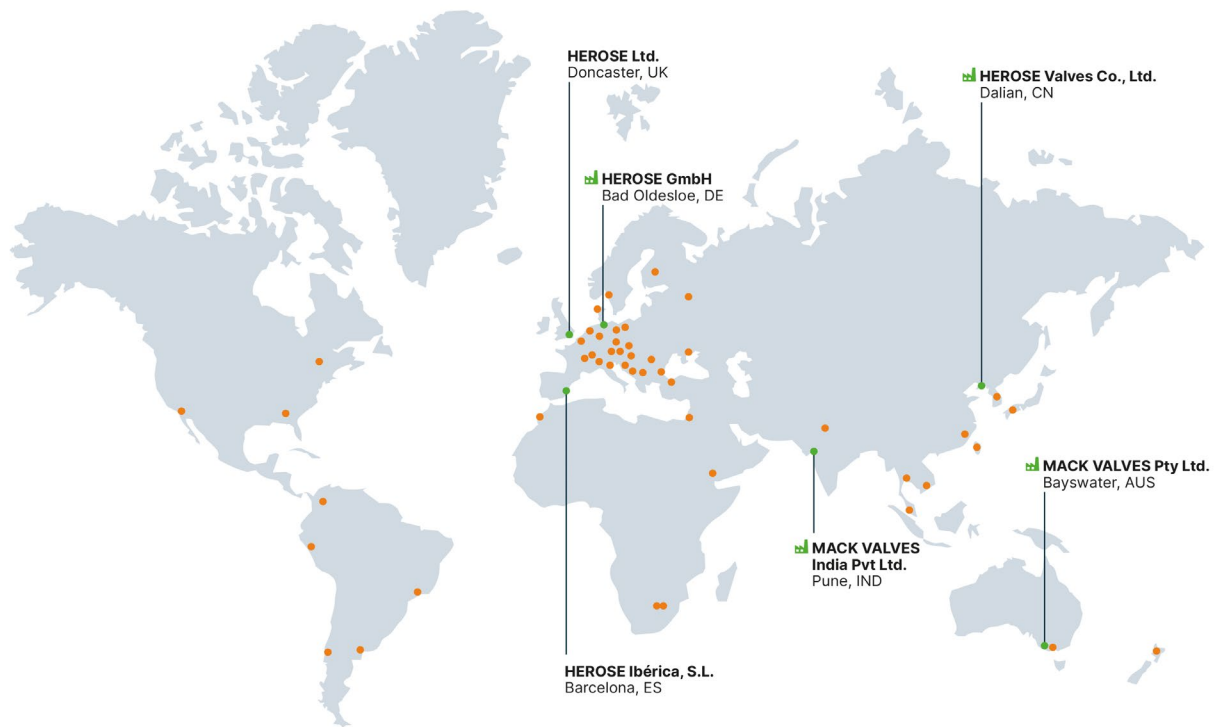 HEROSE Ltd.
Doncaster, UK
HEROSE Valves Co., Ltd.
Dalian, CN
HEROSE GmbH
Bad Oldesloe, DE
MACK VALVES Pty Ltd.
Bayswater, AUS
MACK VALVES
India Pvt Ltd.
Pune, IND
HEROSE Ibérica, S.L.
Barcelona, ES